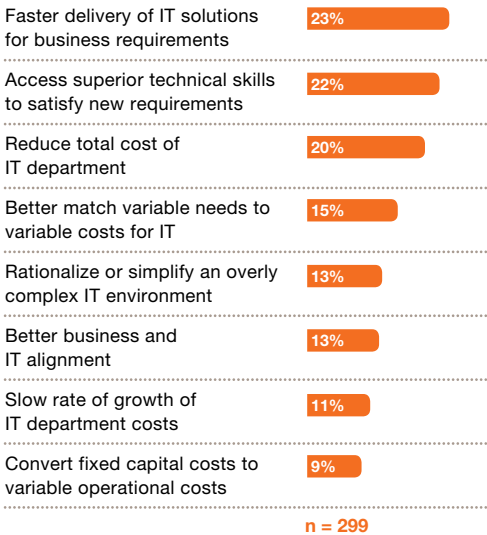 Faster delivery of IT solutions
for business requirements
23%
Access superior technical skills
to satisfy new requirements
22%
Reduce total cost of
IT department
20%
Better match variable needs to
variable costs for IT
15%
Rationalize or simplify an overly
complex IT environment
13%
Better business and
IT alignment
13%
Slow rate of growth of
IT department costs
11%
Convert fixed capital costs to
variable operational costs
9%
n = 299